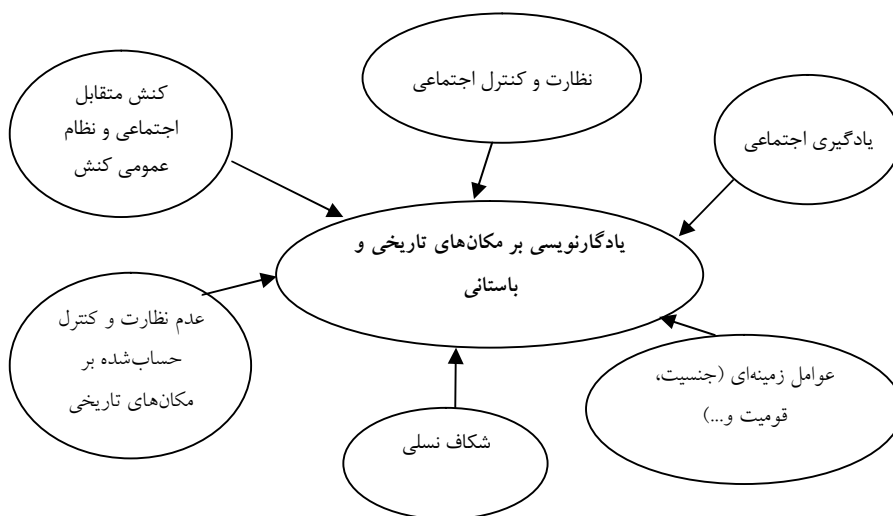 نظارت و کنترل اجتماعی
کنش متقابل
اجتماعی و نظام
عمومی کنش
یادگیری اجتماعی
یادگارنویسی بر مکان‌های تاریخی و
باستانی
عدم نظارت و کنترل
حساب‌شده بر
مکان‌های تاریخی
عوامل زمینه‌ای (جنسیت،
قومیت و...)
شکاف نسلی